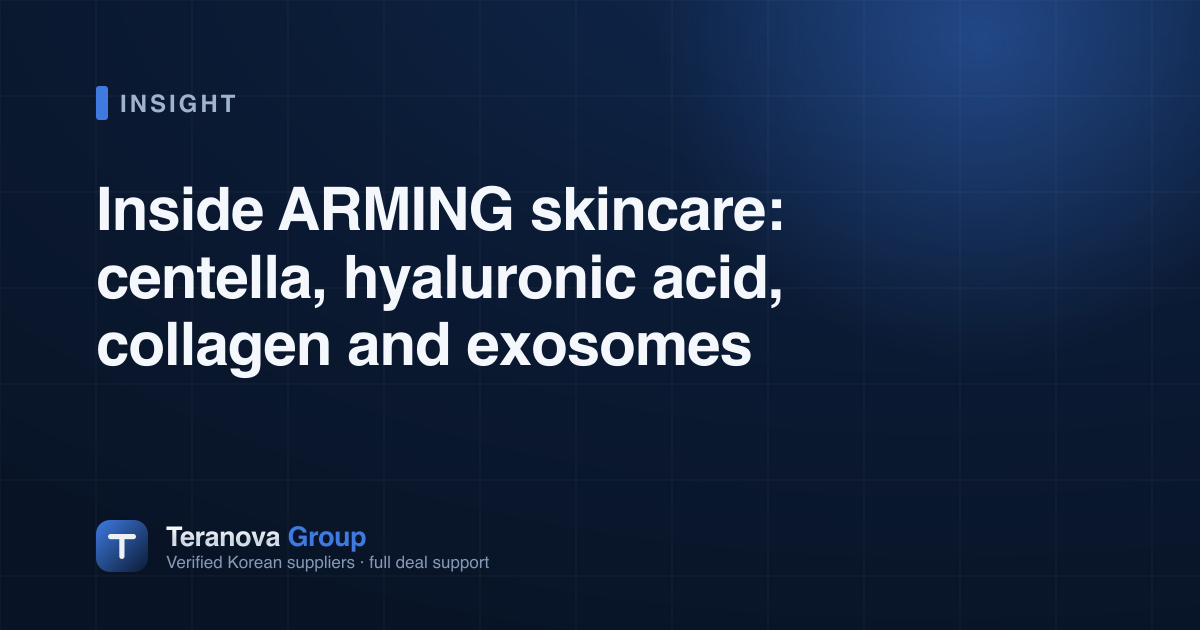 INSIGHT
Inside ARMING skincare:
centella, hyaluronic acid,
collagen and exosomes
Teranova Group
Verified Korean suppliers · full deal support